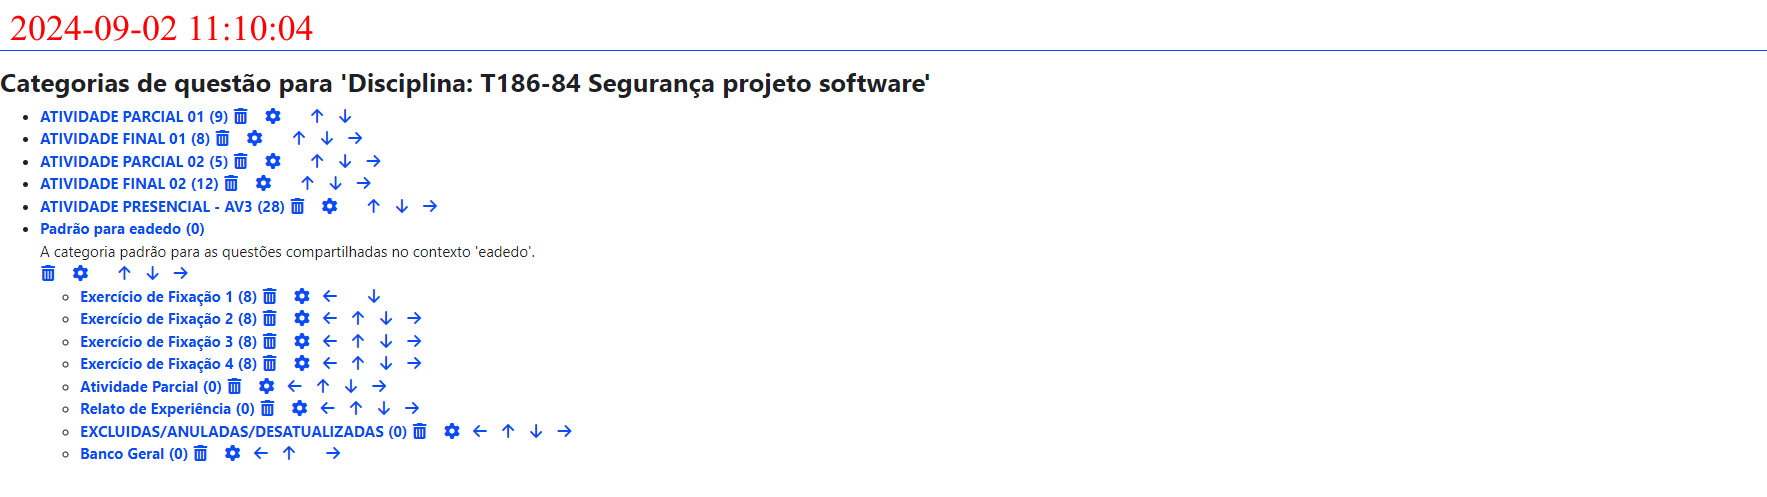 2024-09-02 11:10:04
Categorias de questão para 'Disciplina: T186-84 Segurança projeto software'
ATIVIDADE PARCIAL 01 (9)
ATIVIDADE FINAL 01 (8)
ATIVIDADE PARCIAL 02 (5)
ATIVIDADE FINAL 02 (12)
ATIVIDADE PRESENCIAL - AV3 (28)
Padrão para eadedo (0)
A categoria padrão para as questões compartilhadas no contexto 'eadedo'.
Exercício de Fixação 1 (8)
Exercício de Fixação 2 (8)
Exercício de Fixação 3 (8)
Exercício de Fixação 4 (8)
Atividade Parcial (0)
Relato de Experiência (0)
EXCLUIDAS/ANULADAS/DESATUALIZADAS (0)
Banco Geral (0)